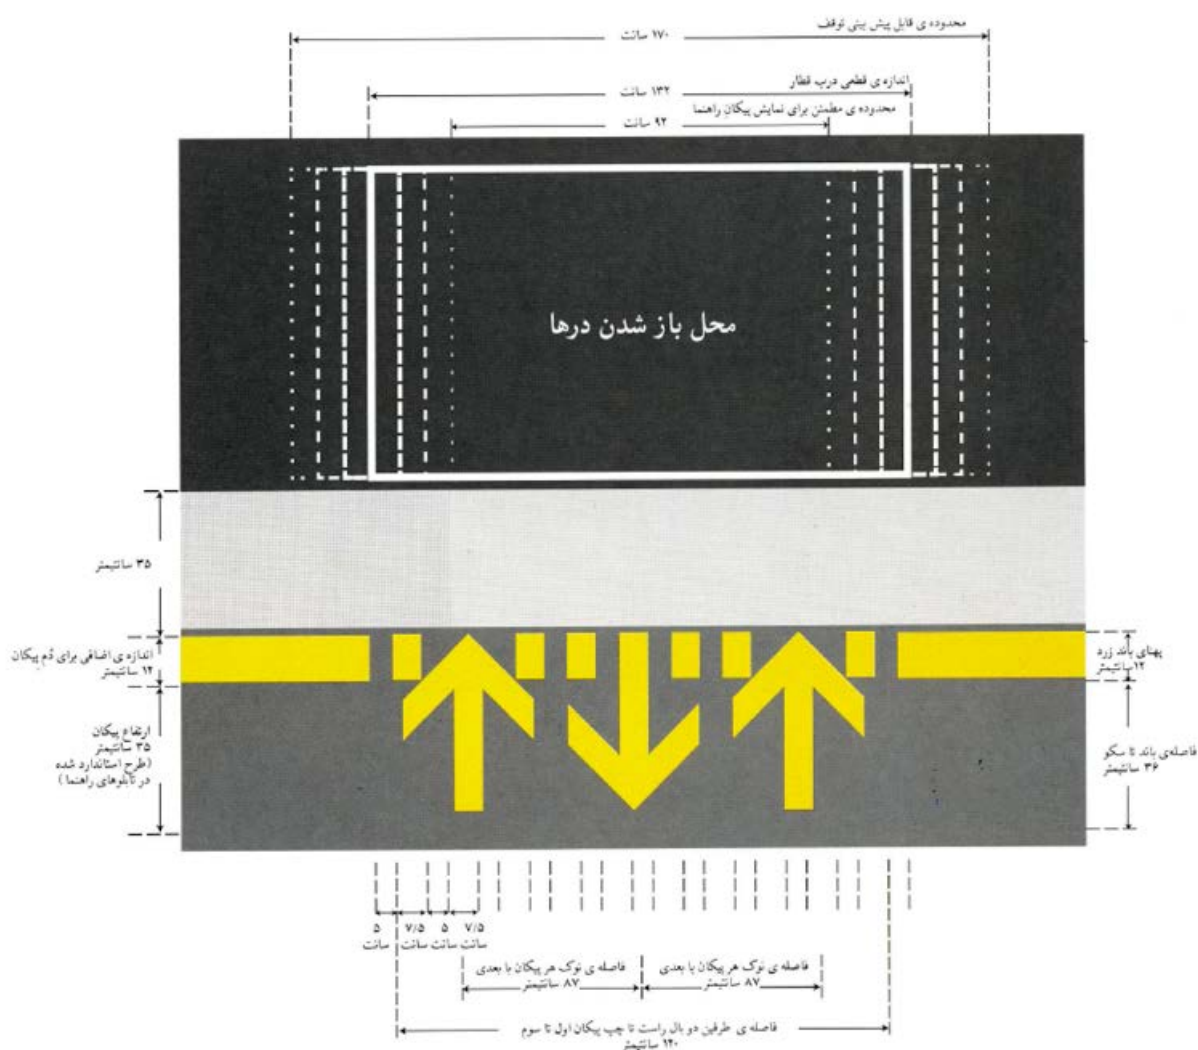 محدوده ی قابل پیش بینی توقف
۱۷۰ سانت
اندازه ی قطعی درب قطار
۱۳۲ سانت
محدوده ی مطمئن برای نمایش پیکان راهنما
۹۲ سانت
محل باز شدن درها
۳۵ سانتیمتر
اندازه ی اضافی برای دُم پیکان
۱۲ سانتیمتر
ارتفاع پیکان
۳۵ سانتیمتر
(طرح استاندارد شده
در تابلوهای راهنما)
پهنای باند زرد
۱۲سانتیمتر
فاصله‌ی باند تا سکو
۳۶ سانتیمتر
۵ ۷/۵ ۵ ۷/۵
سانت سانت سانت سانت
فاصله ی نوک هر پیکان با بعدی
۸۷ سانتیمتر
فاصله ی نوک هر پیکان با بعدی
۸۷ سانتیمتر
فاصله ی طرفین دو بال راست تا چپ پیکان اول تا سوم
۱۲۰ سانتیمتر